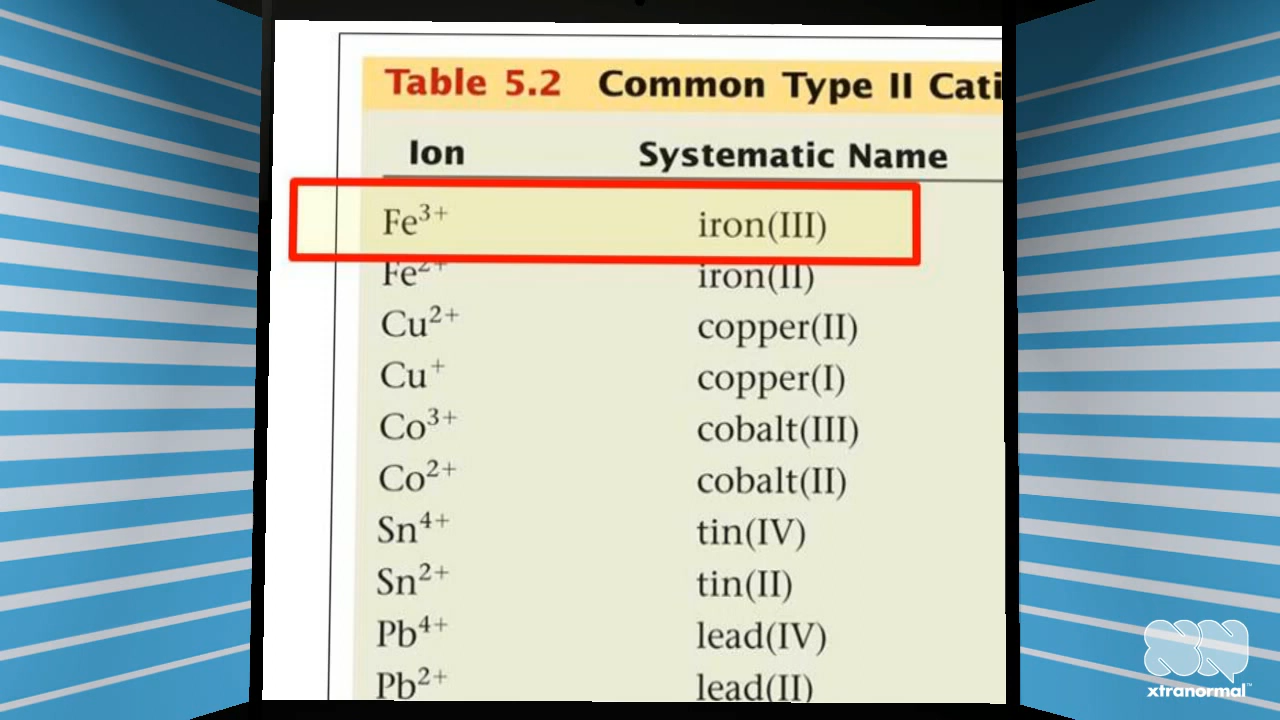 Table 5.2 Common Type II Cati
Ion Systematic Name
Fe³⁺ iron(III)
Fe²⁺ iron(II)
Cu²⁺ copper(II)
Cu⁺ copper(I)
Co³⁺ cobalt(III)
Co²⁺ cobalt(II)
Sn⁴⁺ tin(IV)
Sn²⁺ tin(II)
Pb⁴⁺ lead(IV)
Pb²⁺ lead(II)
XN
xtranormal™